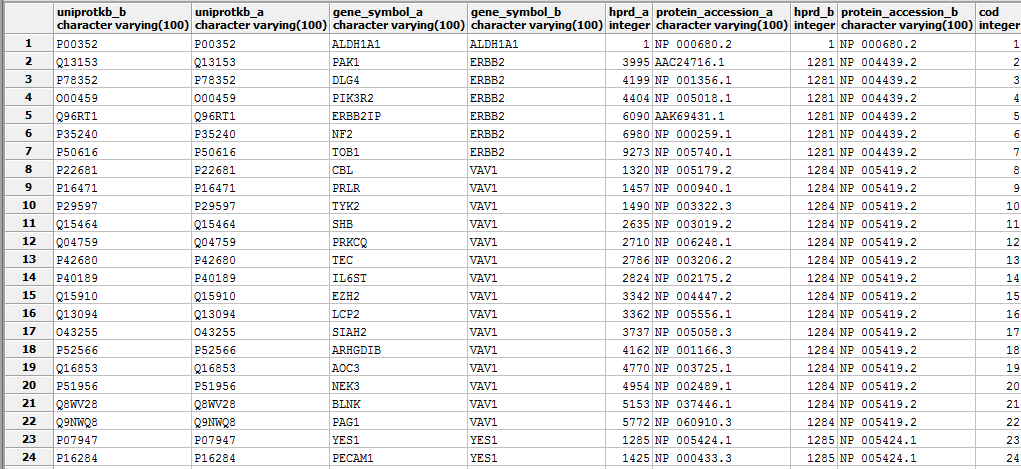 uniprotkb_b uniprotkb_a gene_symbol_a gene_symbol_b hprd_a protein_accession_a hprd_b protein_accession_b cod
character varying(100) character varying(100) character varying(100) character varying(100) integer character varying(100) integer character varying(100) integer
1 P00352 P00352 ALDH1A1 ALDH1A1 1 NP 000680.2 1 NP 000680.2 1
2 Q13153 Q13153 PAK1 ERBB2 3995 AAC24716.1 1281 NP 004439.2 2
3 P78352 P78352 DLG4 ERBB2 4199 NP 001356.1 1281 NP 004439.2 3
4 O00459 O00459 PIK3R2 ERBB2 4404 NP 005018.1 1281 NP 004439.2 4
5 Q96RT1 Q96RT1 ERBB2IP ERBB2 6090 AAK69431.1 1281 NP 004439.2 5
6 P35240 P35240 NF2 ERBB2 6980 NP 000259.1 1281 NP 004439.2 6
7 P50616 P50616 TOB1 ERBB2 9273 NP 005740.1 1281 NP 004439.2 7
8 P22681 P22681 CBL VAV1 1320 NP 005179.2 1284 NP 005419.2 8
9 P16471 P16471 PRLR VAV1 1457 NP 000940.1 1284 NP 005419.2 9
10 P29597 P29597 TYK2 VAV1 1490 NP 003322.3 1284 NP 005419.2 10
11 Q15464 Q15464 SHB VAV1 2635 NP 003019.2 1284 NP 005419.2 11
12 Q04759 Q04759 PRKCQ VAV1 2710 NP 006248.1 1284 NP 005419.2 12
13 P42680 P42680 TEC VAV1 2786 NP 003206.2 1284 NP 005419.2 13
14 P40189 P40189 IL6ST VAV1 2824 NP 002175.2 1284 NP 005419.2 14
15 Q15910 Q15910 EZH2 VAV1 3342 NP 004447.2 1284 NP 005419.2 15
16 Q13094 Q13094 LCP2 VAV1 3362 NP 005556.1 1284 NP 005419.2 16
17 O43255 O43255 SIAH2 VAV1 3737 NP 005058.3 1284 NP 005419.2 17
18 P52566 P52566 ARHGDIB VAV1 4162 NP 001166.3 1284 NP 005419.2 18
19 Q16853 Q16853 AOC3 VAV1 4770 NP 003725.1 1284 NP 005419.2 19
20 P51956 P51956 NEK3 VAV1 4954 NP 002489.1 1284 NP 005419.2 20
21 Q8WV28 Q8WV28 BLNK VAV1 5153 NP 037446.1 1284 NP 005419.2 21
22 Q9NWQ8 Q9NWQ8 PAG1 VAV1 5772 NP 060910.3 1284 NP 005419.2 22
23 P07947 P07947 YES1 YES1 1285 NP 005424.1 1285 NP 005424.1 23
24 P16284 P16284 PECAM1 YES1 1425 NP 000433.3 1285 NP 005424.1 24